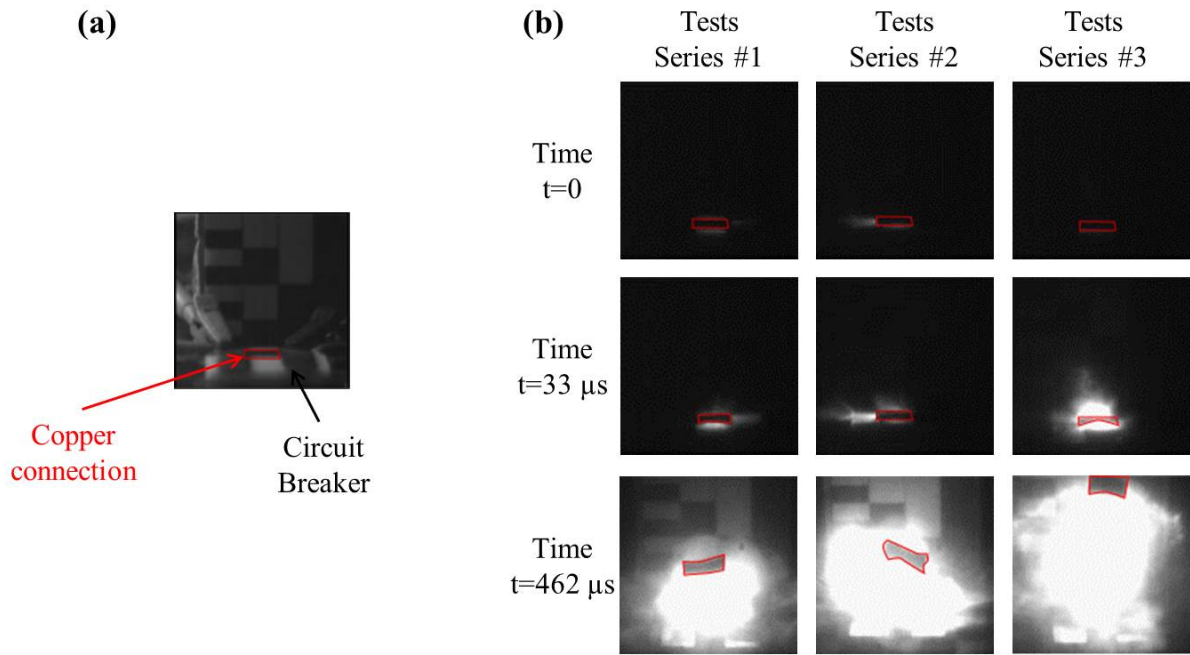 (a)
Copper
connection
Circuit
Breaker
(b)
Tests
Series #1
Tests
Series #2
Tests
Series #3
Time
t=0
Time
t=33 µs
Time
t=462 µs